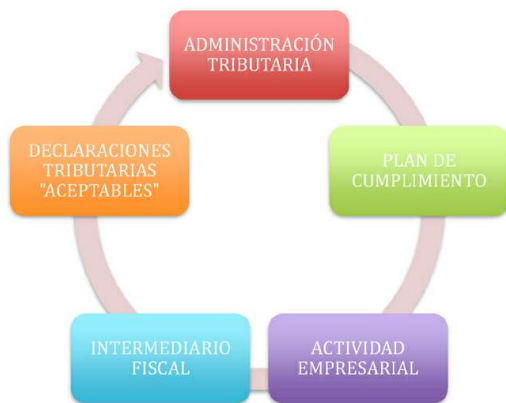 ADMINISTRACIÓN
TRIBUTARIA
PLAN DE
CUMPLIMIENTO
ACTIVIDAD
EMPRESARIAL
INTERMEDIARIO
FISCAL
DECLARACIONES
TRIBUTARIAS
"ACEPTABLES"